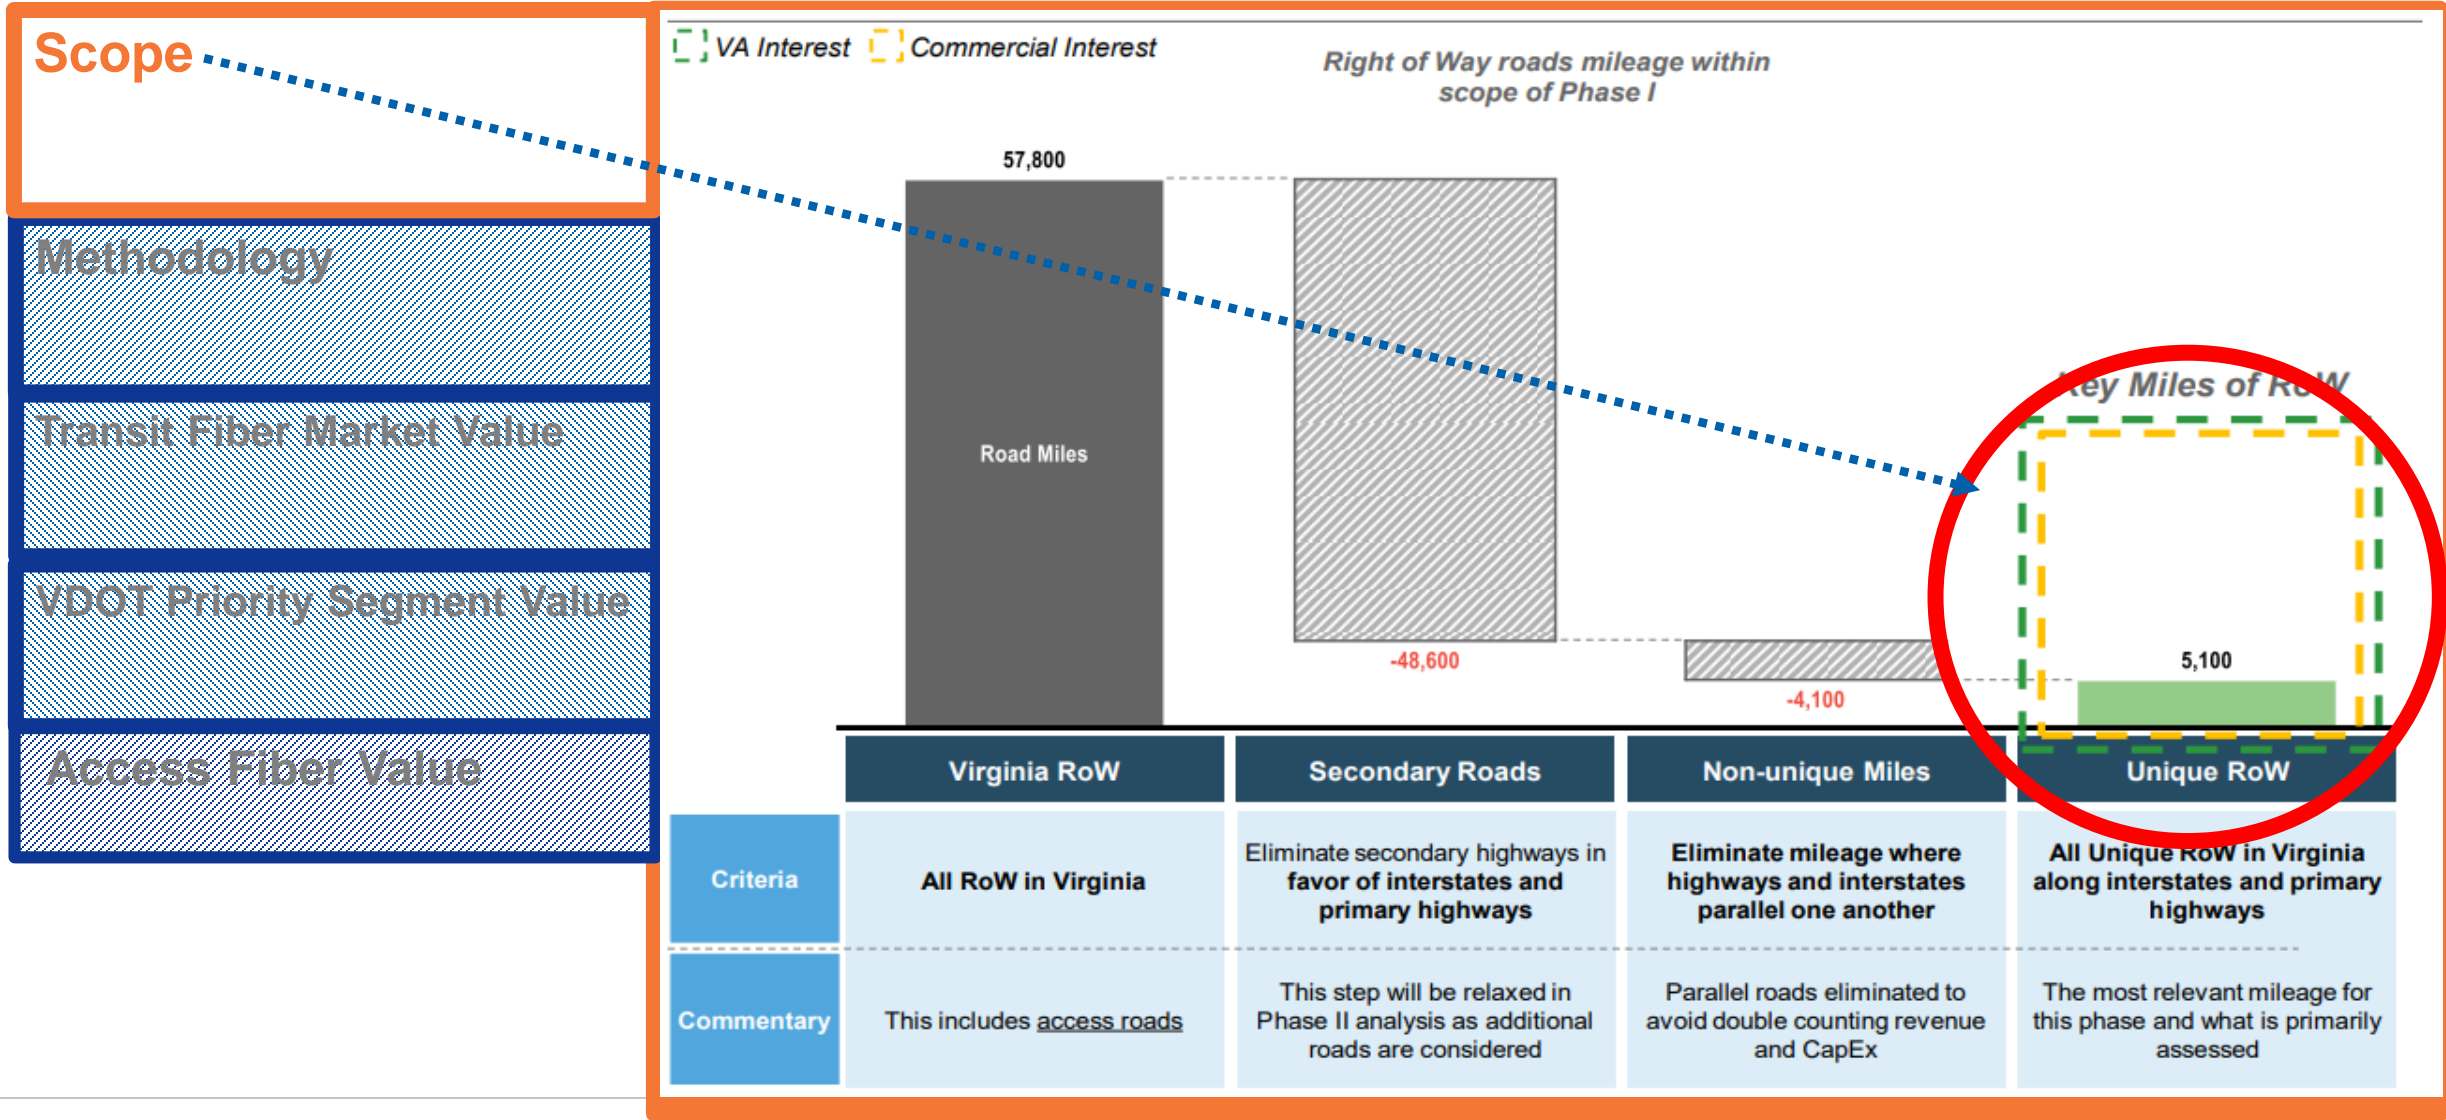 Scope
Methodology
Transit Fiber Market Value
VDOT Priority Segment Value
Access Fiber Value
VA Interest
Commercial Interest
Right of Way roads mileage within
scope of Phase I
57,800
Road Miles
-48,600
-4,100
Key Miles of RoW
5,100
Virginia RoW
Secondary Roads
Non-unique Miles
Unique RoW
Criteria
All RoW in Virginia
Eliminate secondary highways in
favor of interstates and
primary highways
Eliminate mileage where
highways and interstates
parallel one another
All Unique RoW in Virginia
along interstates and primary
highways
Commentary
This includes access roads
This step will be relaxed in
Phase II analysis as additional
roads are considered
Parallel roads eliminated to
avoid double counting revenue
and CapEx
The most relevant mileage for
this phase and what is primarily
assessed